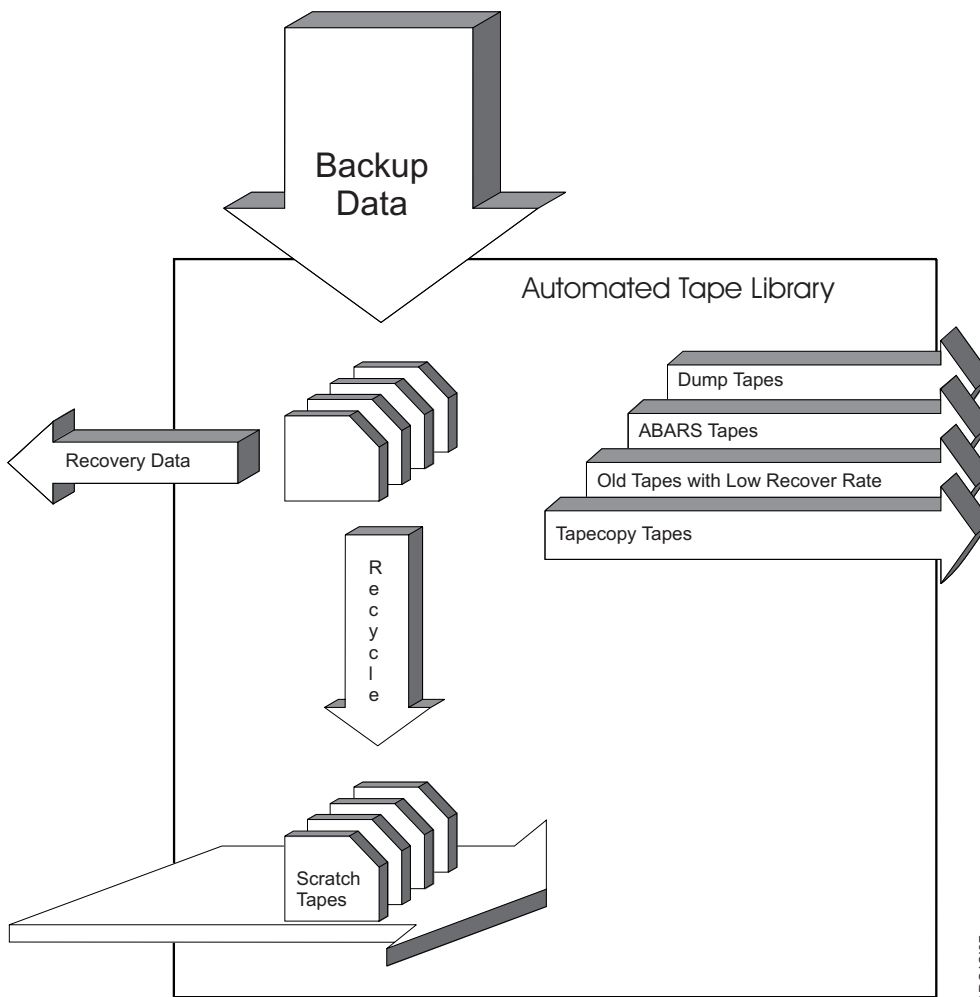 Backup
Data
Automated Tape Library
Dump Tapes
ABARS Tapes
Recovery Data
Old Tapes with Low Recover Rate
Tapecopy Tapes
Recycle
Scratch
Tapes